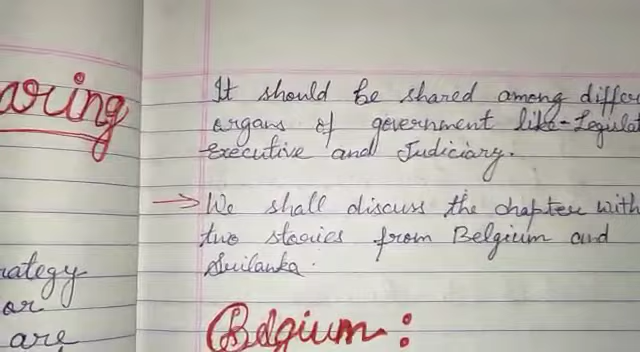 aring
rategy
or
are
It should be shared among differ
organs of government like-Legulat
executive and Judiciary.
→ We shall discuss the chapter with
two stories from Belgium and
Srilanka.
Belgium: